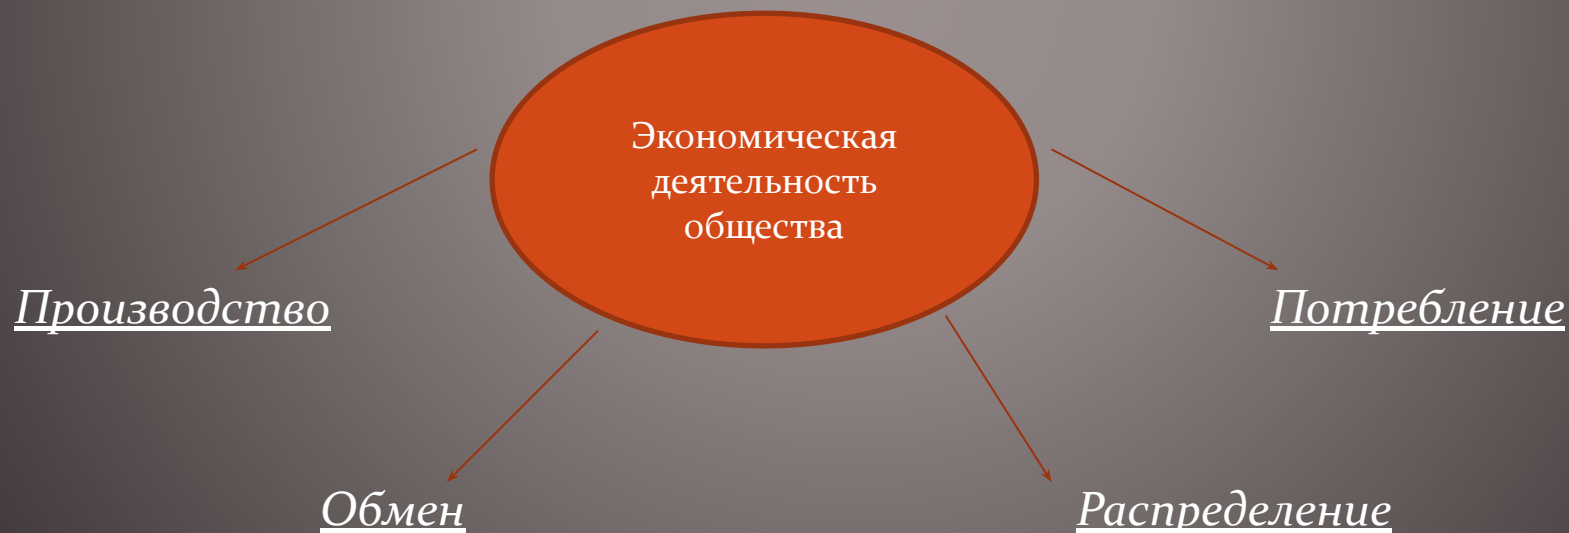 Экономическая
деятельность
общества
Производство
Потребление
Обмен
Распределение